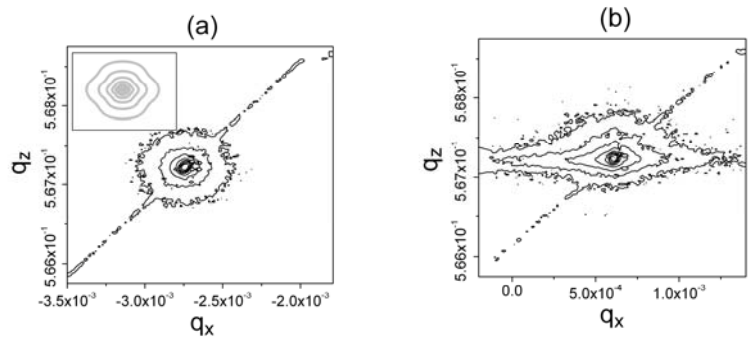 (a)
q_z
5.68x10⁻¹
5.67x10⁻¹
5.66x10⁻¹
-3.5x10⁻³ -3.0x10⁻³ -2.5x10⁻³ -2.0x10⁻³
q_x
(b)
q_z
5.68x10⁻¹
5.67x10⁻¹
5.66x10⁻¹
0.0 5.0x10⁻⁴ 1.0x10⁻³
q_x